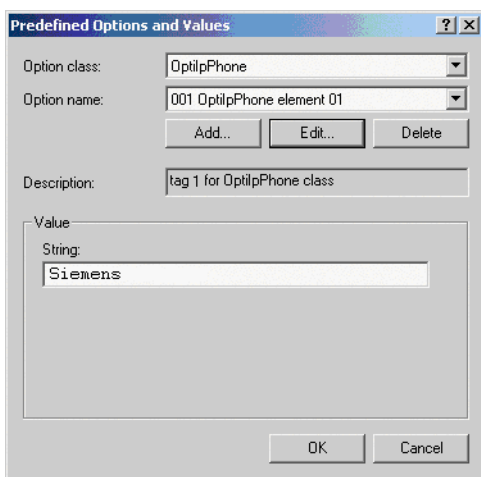 Predefined Options and Values
Option class: OptiIpPhone
Option name: 001 OptiIpPhone element 01
Add... Edit... Delete
Description: tag 1 for OptiIpPhone class
Value
String:
Siemens
OK Cancel